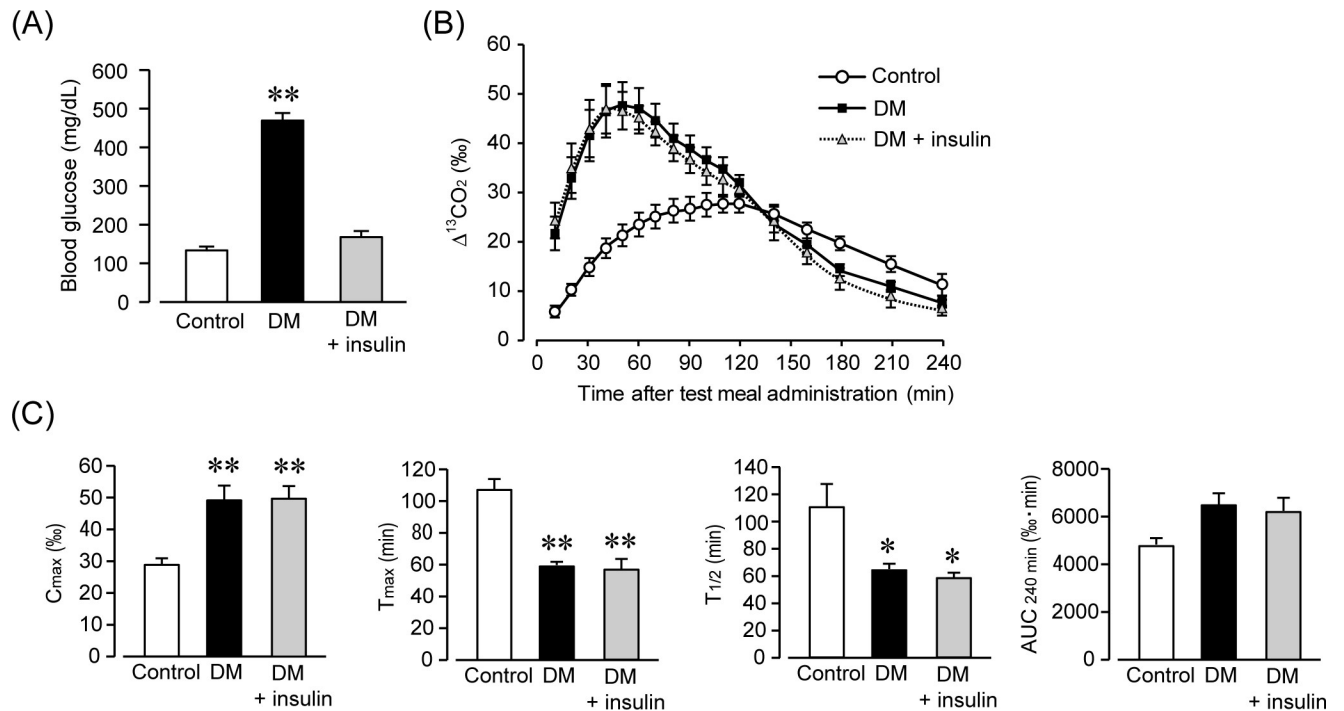 (A)
Blood glucose (mg/dL)
600
500
400
300
200
100
0
**
Control
DM
DM
+ insulin
(B)
Δ13CO2 (‰)
60
50
40
30
20
10
0
0 30 60 90 120 150 180 210 240
Time after test meal administration (min)
Control
DM
DM + insulin
(C)
Cmax (‰)
60
50
40
30
20
10
0
** **
Control
DM
DM
+ insulin
Tmax (min)
120
100
80
60
40
20
0
** **
Control
DM
DM
+ insulin
T1/2 (min)
140
120
100
80
60
40
20
0
* *
Control
DM
DM
+ insulin
AUC 240 min (‰·min)
8000
6000
4000
2000
0
Control
DM
DM
+ insulin